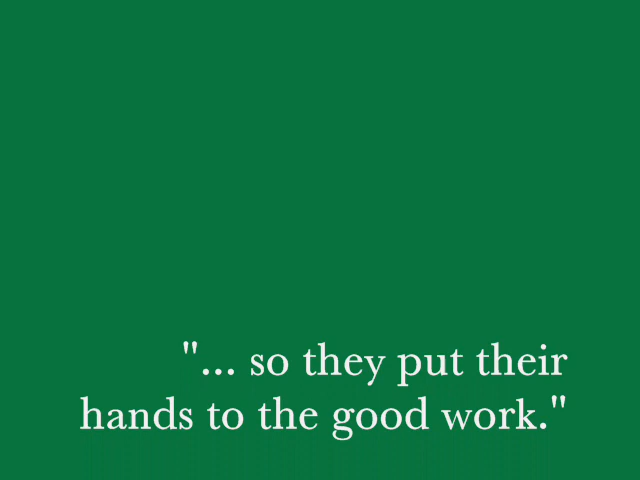 "... so they put their
hands to the good work."